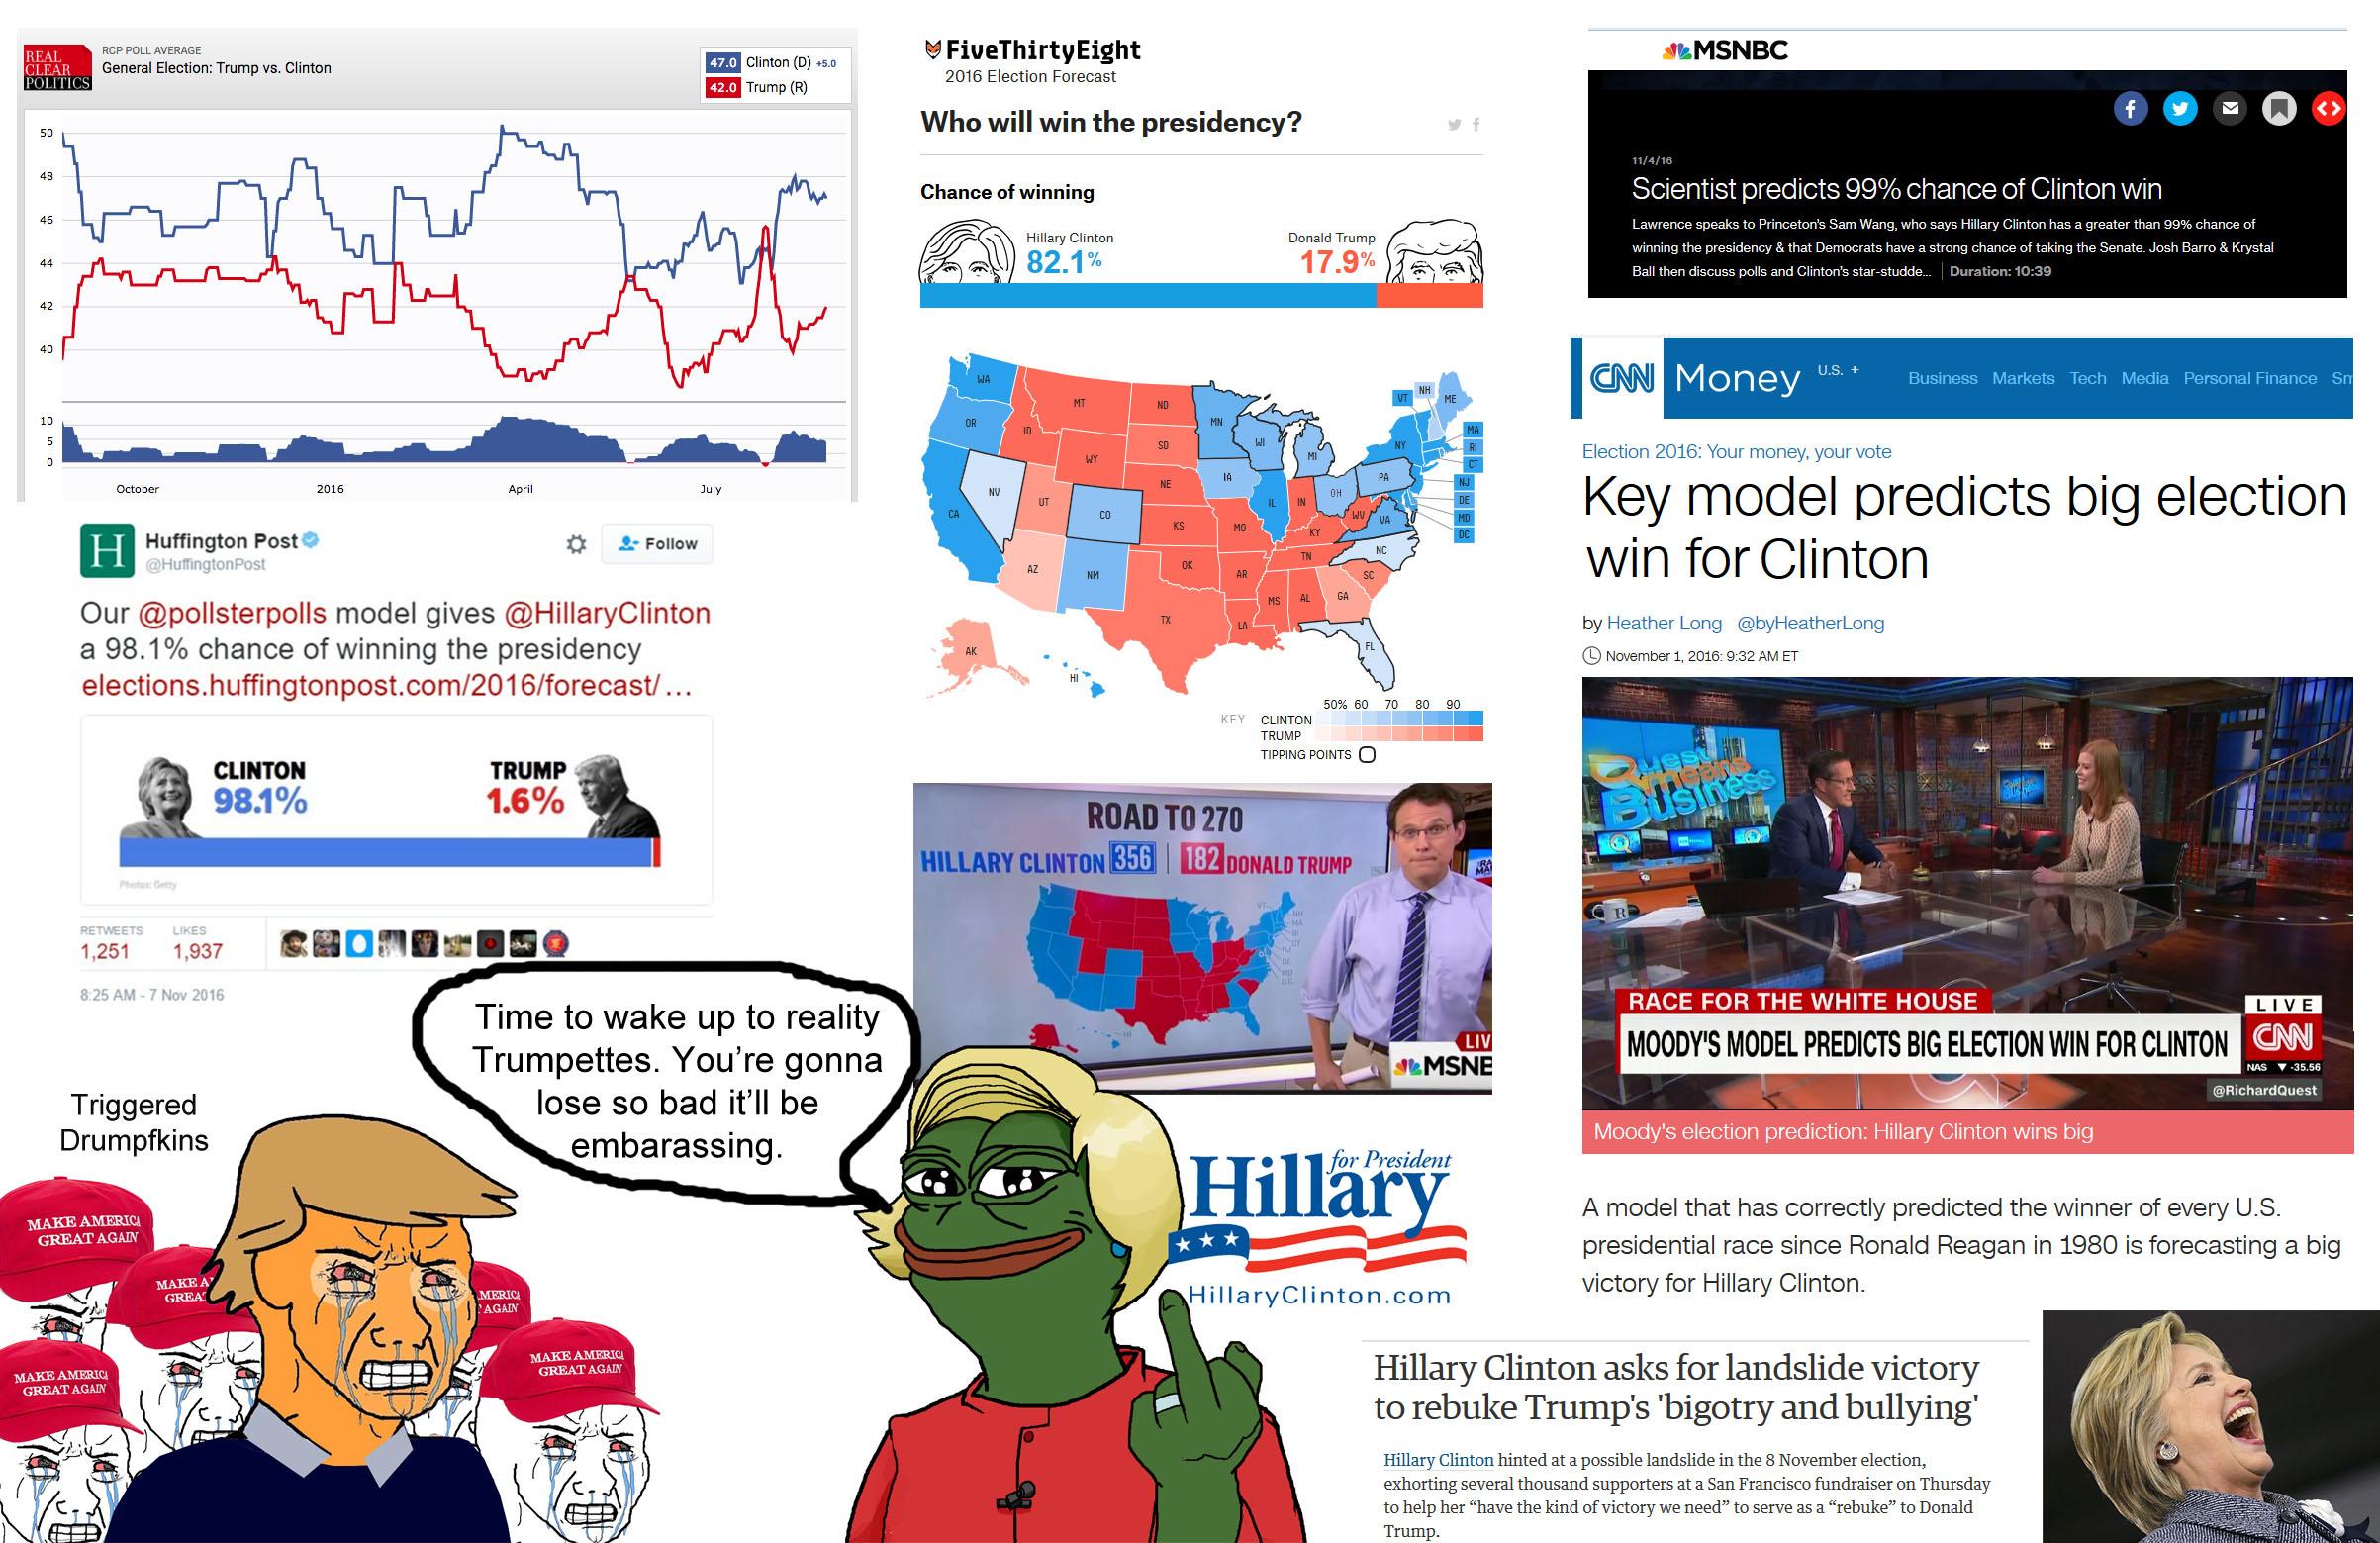 REAL
CLEAR
POLITICS
RCP POLL AVERAGE
General Election: Trump vs. Clinton
47.0 Clinton (D) +5.0
42.0 Trump (R)
50
48
46
44
42
40
10
5
0
October 2016 April July
H
Huffington Post
@HuffingtonPost
Follow
Our @pollsterpolls model gives @HillaryClinton
a 98.1% chance of winning the presidency
elections.huffingtonpost.com/2016/forecast/ ...
CLINTON
98.1%
TRUMP
1.6%
Photos: Getty
RETWEETS LIKES
1,251 1,937
8:25 AM - 7 Nov 2016
FiveThirtyEight
2016 Election Forecast
Who will win the presidency?
Chance of winning
Hillary Clinton
82.1%
Donald Trump
17.9%
WA
OR
CA
NV
ID
MT
WY
UT
AZ
CO
NM
ND
SD
NE
KS
OK
TX
MN
IA
MO
AR
LA
WI
IL
MI
IN
OH
KY
TN
MS
AL
GA
FL
SC
NC
VA
WV
PA
NY
VT
NH
ME
MA
RI
CT
NJ
DE
MD
DC
AK
HI
50% 60 70 80 90
KEY CLINTON
TRUMP
TIPPING POINTS
ROAD TO 270
HILLARY CLINTON 356 182 DONALD TRUMP
LIV
MSNB
MSNBC
11/4/16
Scientist predicts 99% chance of Clinton win
Lawrence speaks to Princeton's Sam Wang, who says Hillary Clinton has a greater than 99% chance of
winning the presidency & that Democrats have a strong chance of taking the Senate. Josh Barro & Krystal
Ball then discuss polls and Clinton's star-studde... Duration: 10:39
CNN Money U.S. +
Business Markets Tech Media Personal Finance Sm
Election 2016: Your money, your vote
Key model predicts big election
win for Clinton
by Heather Long @byHeatherLong
November 1, 2016: 9:32 AM ET
Quest
means
Business
R
RACE FOR THE WHITE HOUSE
MOODY'S MODEL PREDICTS BIG ELECTION WIN FOR CLINTON
LIVE
CNN
NAS ▼ -35.56
@RichardQuest
Moody's election prediction: Hillary Clinton wins big
A model that has correctly predicted the winner of every U.S.
presidential race since Ronald Reagan in 1980 is forecasting a big
victory for Hillary Clinton.
Time to wake up to reality
Trumpettes. You're gonna
lose so bad it'll be
embarassing.
Triggered
Drumpfkins
MAKE AMERICA
GREAT AGAIN
MAKE A
GREA
MERICA
AGAIN
MAKE AMERICA
GREAT AGAIN
MAKE AMERICA
GREAT AGAIN
Hillary
for President
HillaryClinton.com
Hillary Clinton asks for landslide victory
to rebuke Trump's 'bigotry and bullying'
Hillary Clinton hinted at a possible landslide in the 8 November election,
exhorting several thousand supporters at a San Francisco fundraiser on Thursday
to help her "have the kind of victory we need" to serve as a "rebuke" to Donald
Trump.